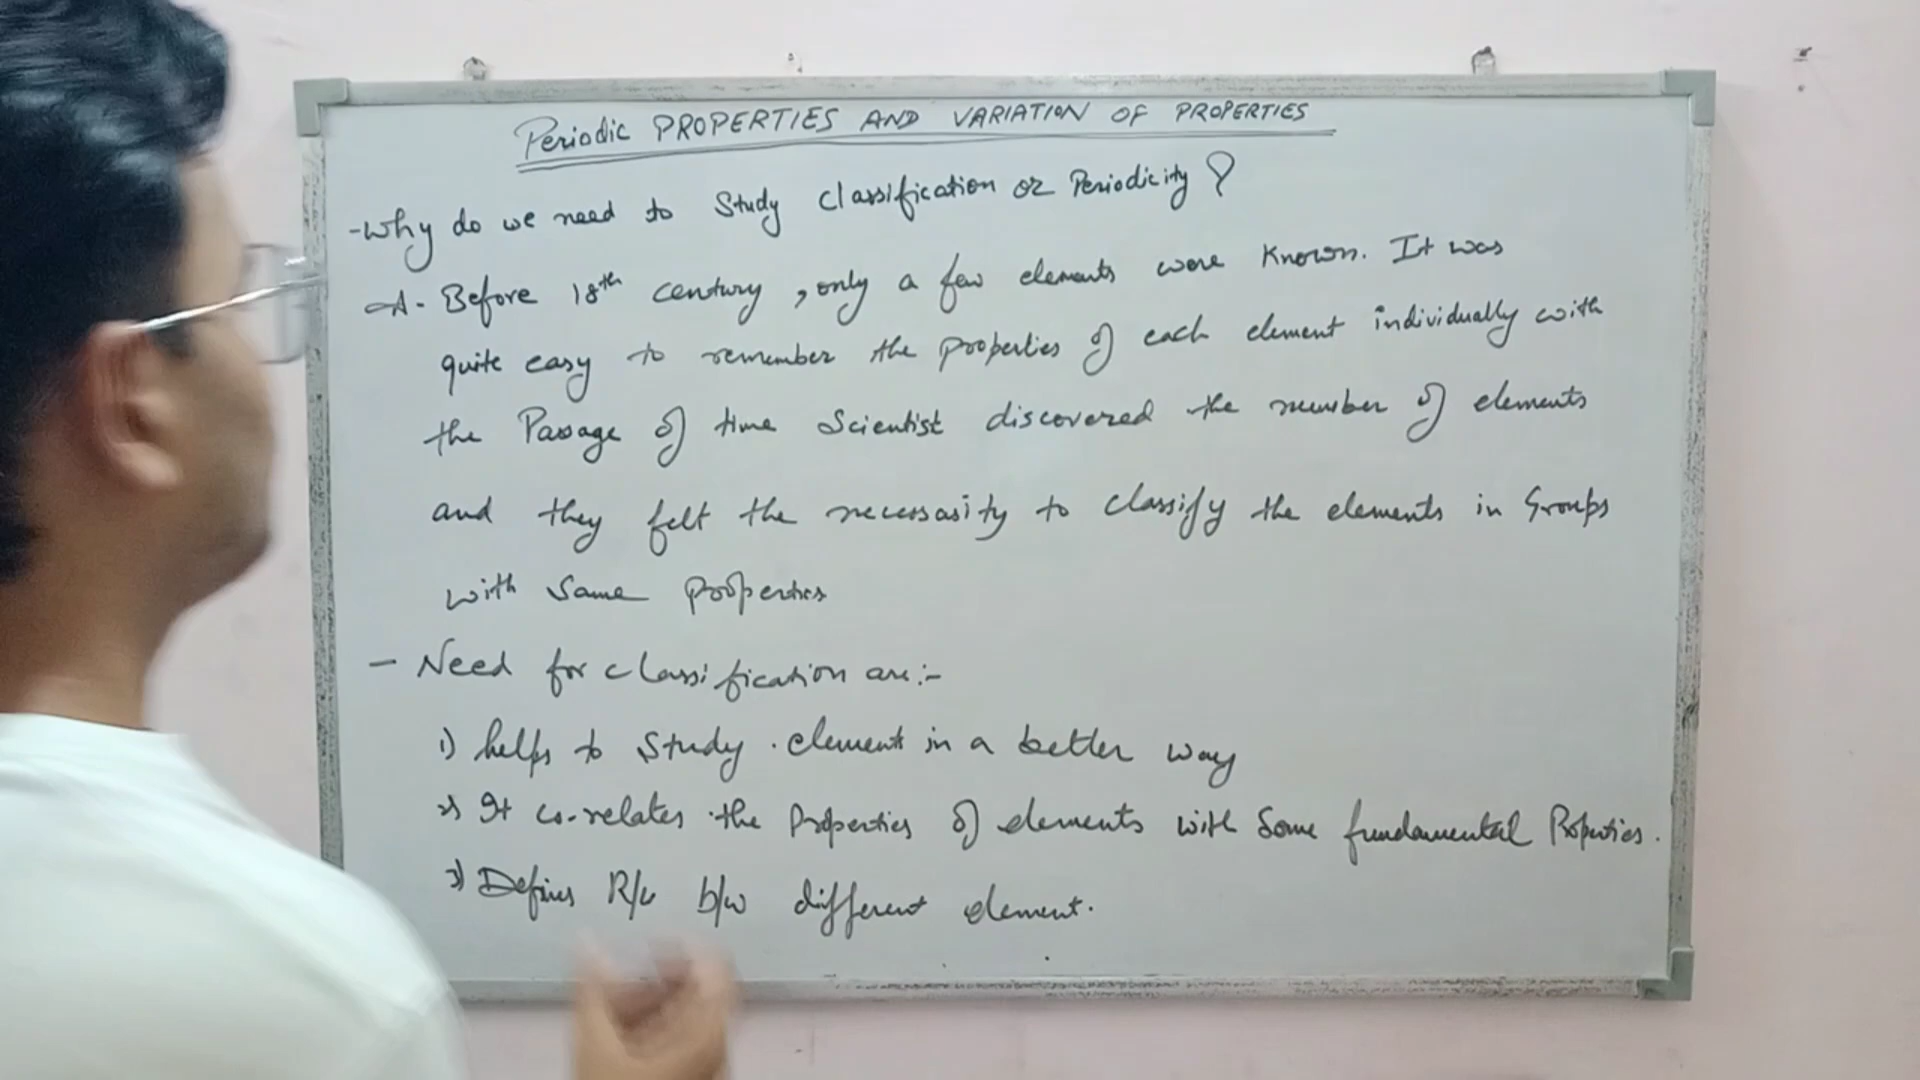 Periodic PROPERTIES AND VARIATION OF PROPERTIES
- Why do we need to study classification or Periodicity ?
A - Before 18th century, only a few elements were known. It was
quite easy to remember the properties of each element individually with
the Passage of time Scientist discovered the number of elements
and they felt the necessasity to classify the elements in Groups
with same properties
- Need for classification are:-
1) helps to study elements in a better way
2) It co-relates the properties of elements with some fundamental Properties.
3) Defines R/w b/w different element.